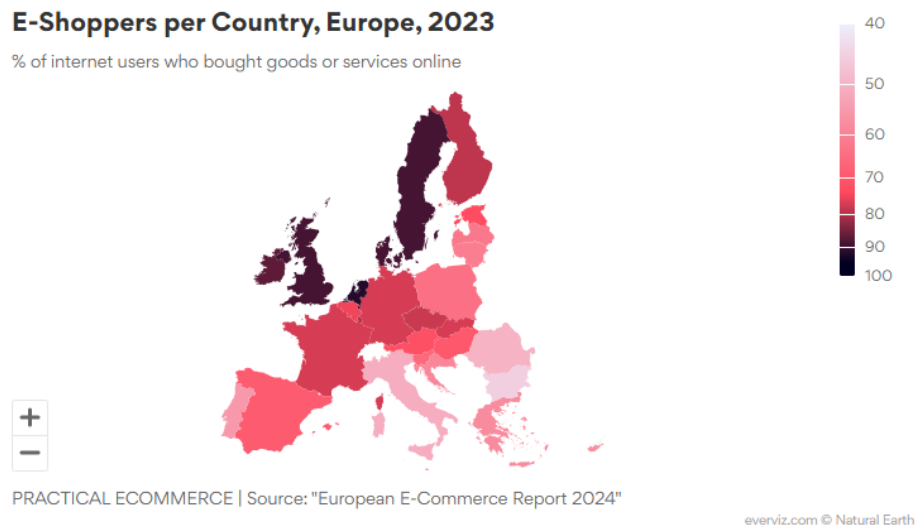 E-Shoppers per Country, Europe, 2023
% of internet users who bought goods or services online
40
50
60
70
80
90
100
+
−
PRACTICAL ECOMMERCE | Source: "European E-Commerce Report 2024"
everviz.com © Natural Earth